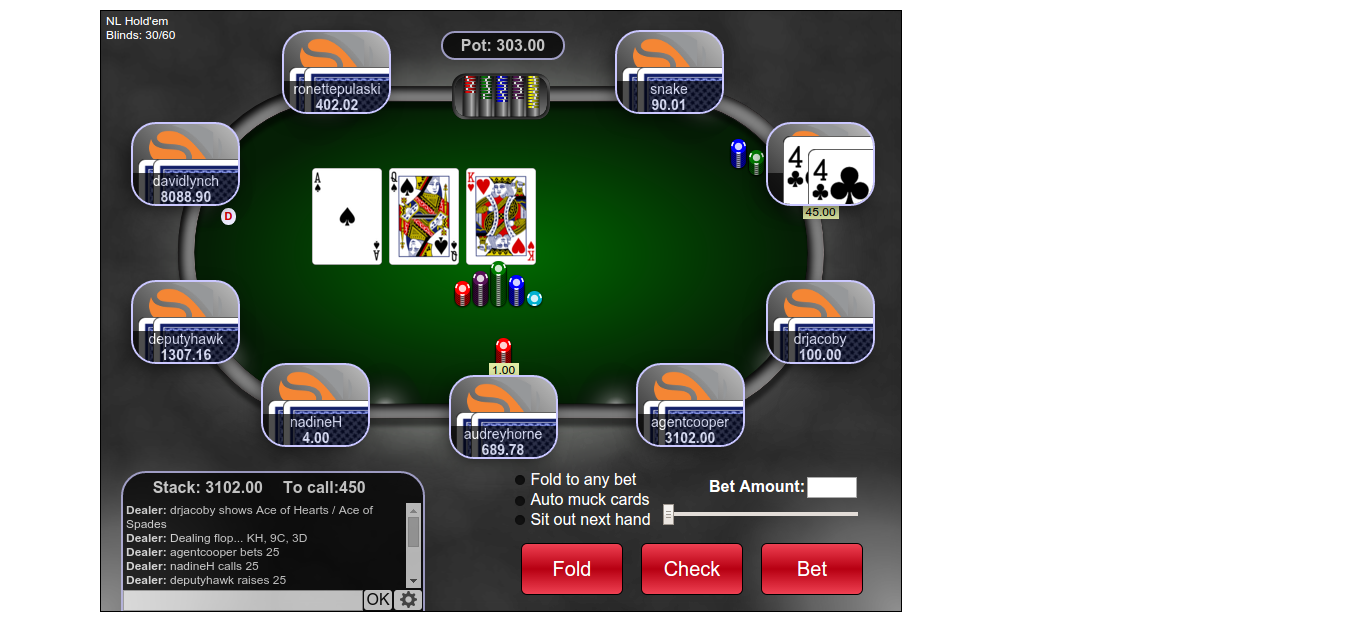 NL Hold'em
Blinds: 30/60
Pot: 303.00
ronettepulaski
402.02
snake
90.01
davidlynch
8088.90
4
4
45.00
D
A
A
Q
Q
K
K
deputyhawk
1307.16
drjacoby
100.00
1.00
nadineH
4.00
audreyhorne
689.78
agentcooper
3102.00
Stack: 3102.00 To call:450
Dealer: drjacoby shows Ace of Hearts / Ace of
Spades
Dealer: Dealing flop... KH, 9C, 3D
Dealer: agentcooper bets 25
Dealer: nadineH calls 25
Dealer: deputyhawk raises 25
OK
Fold to any bet
Auto muck cards
Sit out next hand
Bet Amount:
Fold
Check
Bet